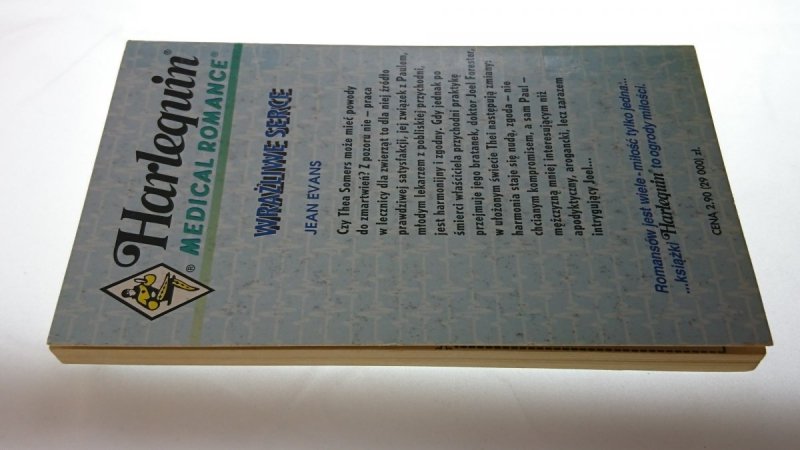 Harlequin®
® MEDICAL ROMANCE®
WRAŻLIWE SERCE
JEAN EVANS
Czy Thea Somers może mieć powody
do zmartwień? Z pozoru nie – praca
w lecznicy dla zwierząt to dla niej źródło
prawdziwej satysfakcji, jej związek z Paulem,
młodym lekarzem z pobliskiej przychodni,
jest harmonijny i zgodny. Gdy jednak po
śmierci właściciela przychodni praktykę
przejmuje jego bratanek, doktor Joel Forester,
w ułożonym świecie Thei następują zmiany:
harmonia staje się nudą, zgoda – nie
chcianym kompromisem, a sam Paul –
mężczyzną mniej interesującym niż
apodyktyczny, arogancki, lecz zarazem
intrygujący Joel...
Romansów jest wiele - miłość tylko jedna...
...książki Harlequin® to ogrody miłości.
CENA 2.90 (29 000) zł.